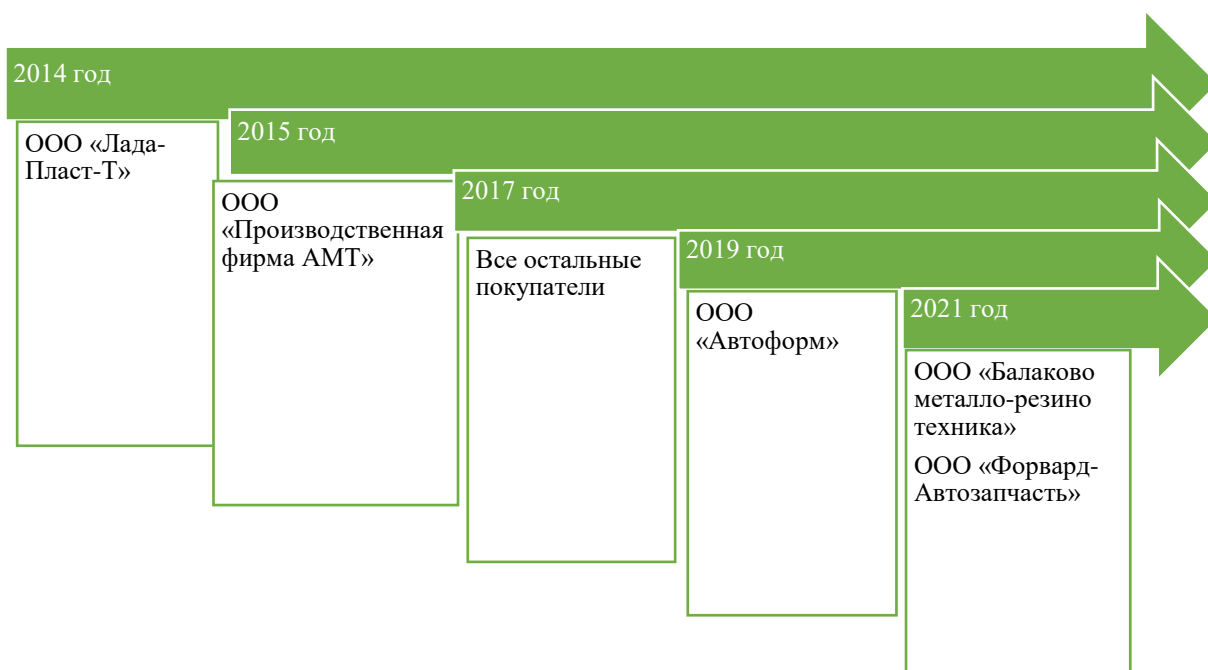 2014 год
ООО «Лада-
Пласт-Т»
2015 год
ООО
«Производственная
фирма АМТ»
2017 год
Все остальные
покупатели
2019 год
ООО
«Автоформ»
2021 год
ООО «Балаково
металло-резино
техника»
ООО «Форвард-
Автозапчасть»